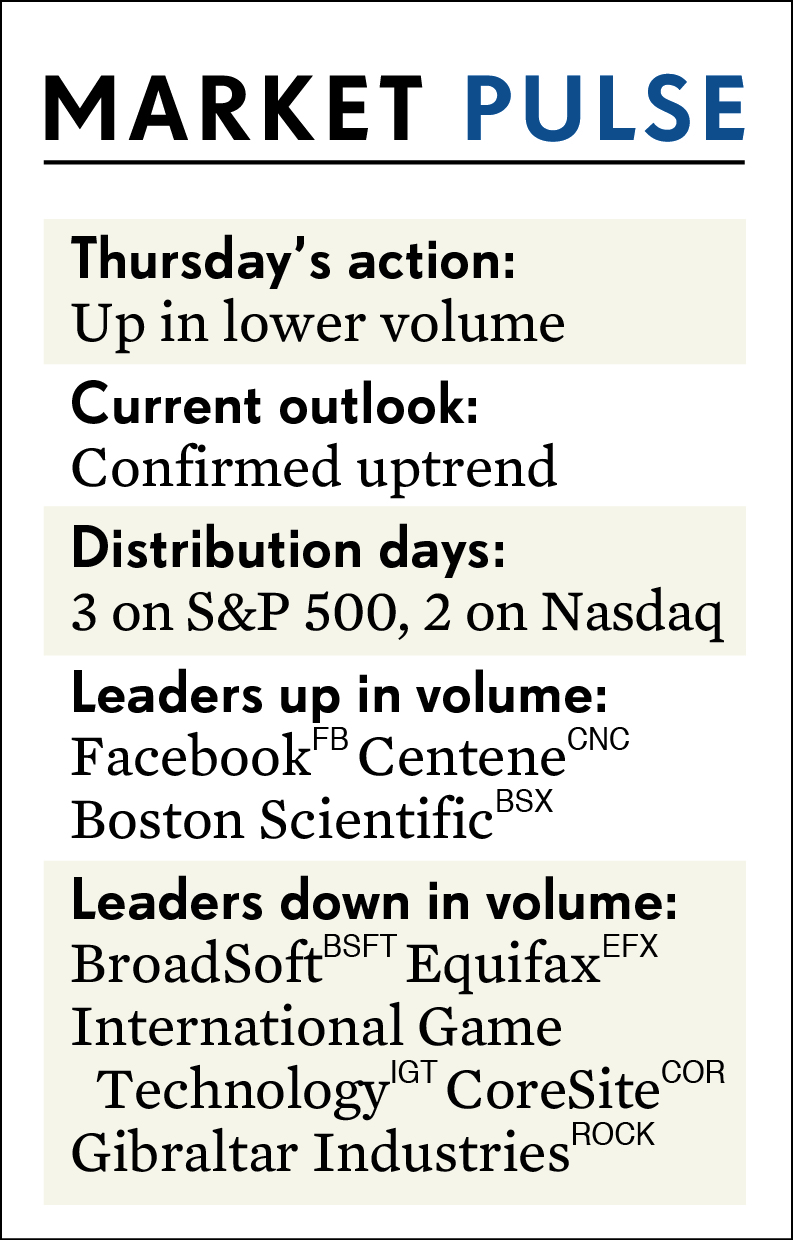 MARKET PULSE
Thursday’s action:
Up in lower volume
Current outlook:
Confirmed uptrend
Distribution days:
3 on S&P 500, 2 on Nasdaq
Leaders up in volume:
Facebook FB Centene CNC
Boston Scientific BSX
Leaders down in volume:
BroadSoft BSFT Equifax EFX
International Game
Technology IGT CoreSite COR
Gibraltar Industries ROCK